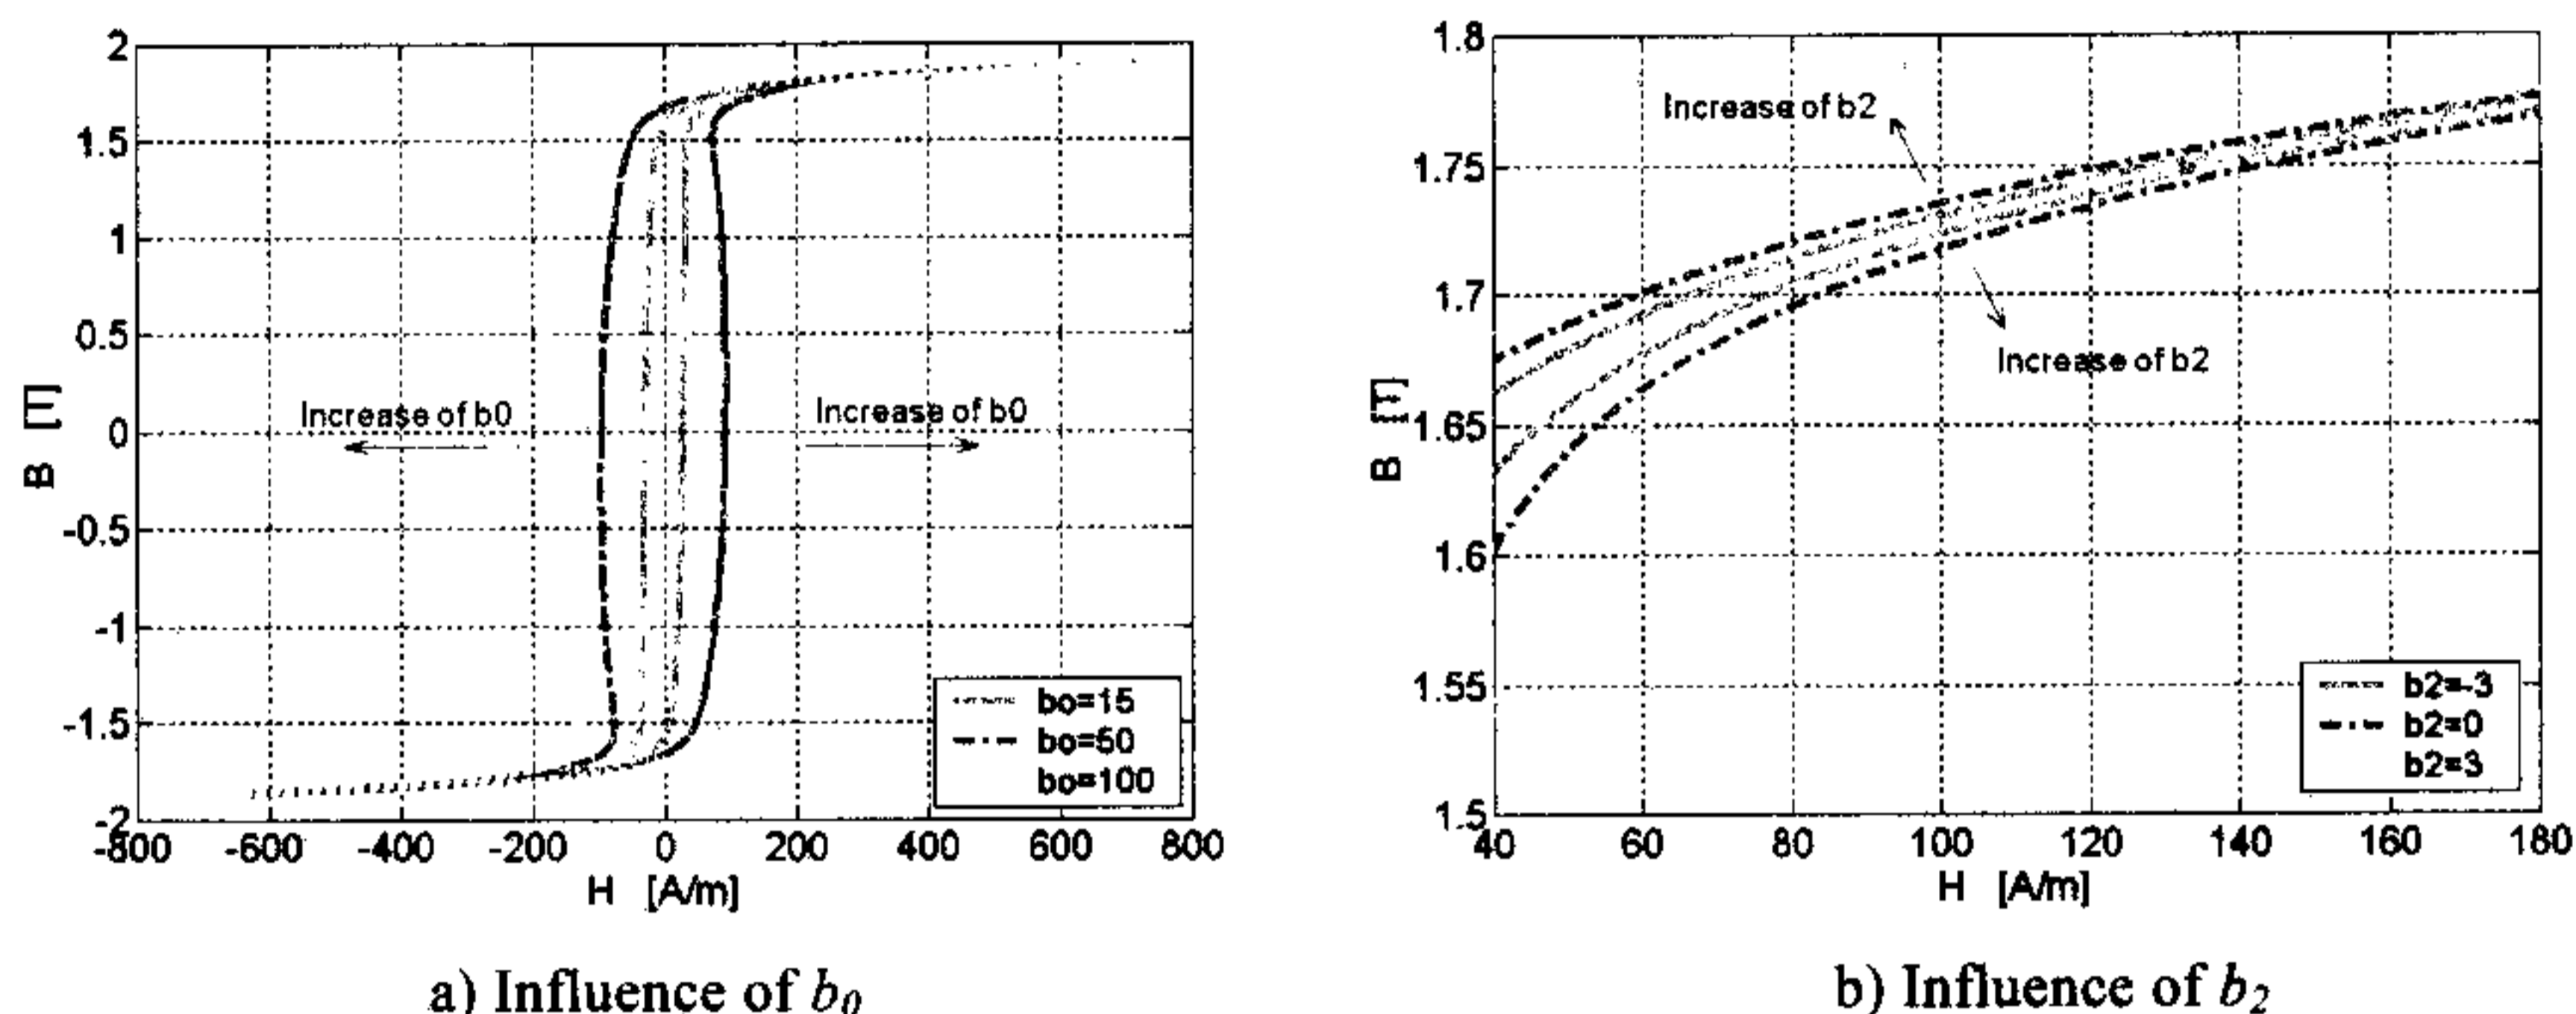 2
1.5
1
0.5
0
-0.5
-1
-1.5
-2
B [T]
Increase of b0
Increase of b0
bo=15
bo=50
bo=100
-800 -600 -400 -200 0 200 400 600 800
H [A/m]
a) Influence of b0
1.8
1.75
1.7
1.65
1.6
1.55
1.5
B [T]
Increase of b2
Increase of b2
b2=-3
b2=0
b2=3
40 60 80 100 120 140 160 180
H [A/m]
b) Influence of b2